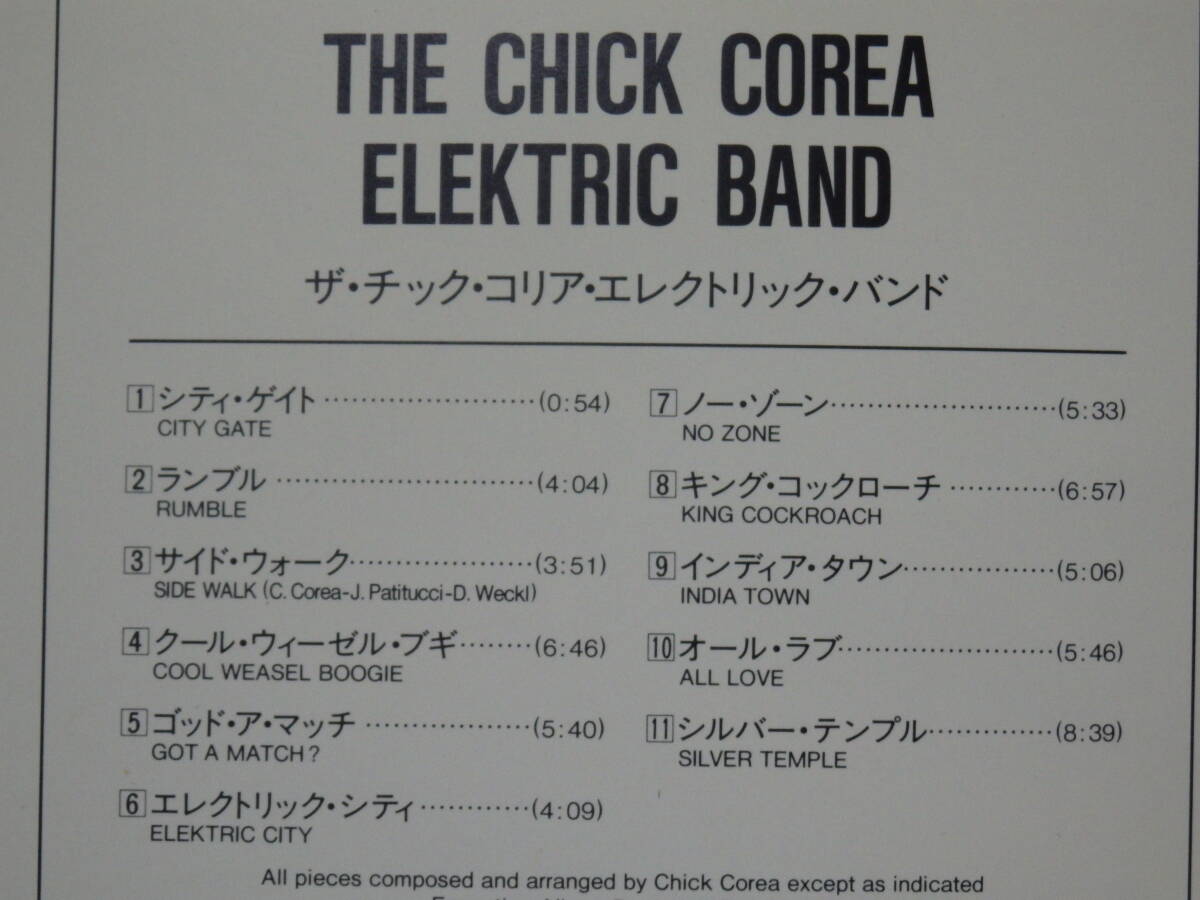 THE CHICK COREA
ELEKTRIC BAND
ザ・チック・コリア・エレクトリック・バンド
1 シティ・ゲイト……………………(0:54)
CITY GATE
2 ランブル ………………………(4:04)
RUMBLE
3 サイド・ウォーク…………………(3:51)
SIDE WALK (C. Corea-J. Patitucci-D. Weckl)
4 クール・ウィーゼル・ブギ………(6:46)
COOL WEASEL BOOGIE
5 ゴッド・ア・マッチ ………………(5:40)
GOT A MATCH?
6 エレクトリック・シティ …………(4:09)
ELEKTRIC CITY
7 ノー・ゾーン……………………(5:33)
NO ZONE
8 キング・コックローチ …………(6:57)
KING COCKROACH
9 インディア・タウン………………(5:06)
INDIA TOWN
10 オール・ラブ……………………(5:46)
ALL LOVE
11 シルバー・テンプル……………(8:39)
SILVER TEMPLE
All pieces composed and arranged by Chick Corea except as indicated